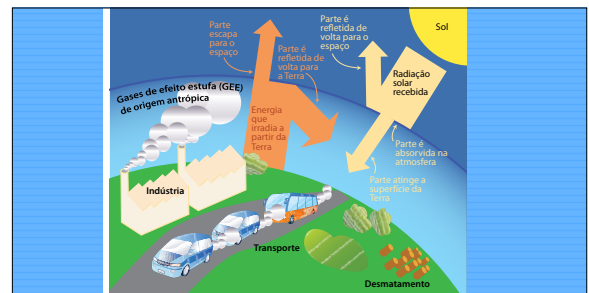 Parte
escapa
para o
espaço
Parte é
refletida de
volta para
a Terra
Parte é
refletida de
volta para o
espaço
Sol
Radiação
solar
recebida
Gases de efeito estufa (GEE)
de origem antrópica
Energia
que
irradia a
partir da
Terra
Parte é
absorvida na
atmosfera
Parte atinge a
superfície da
Terra
Indústria
Transporte
Desmatamento